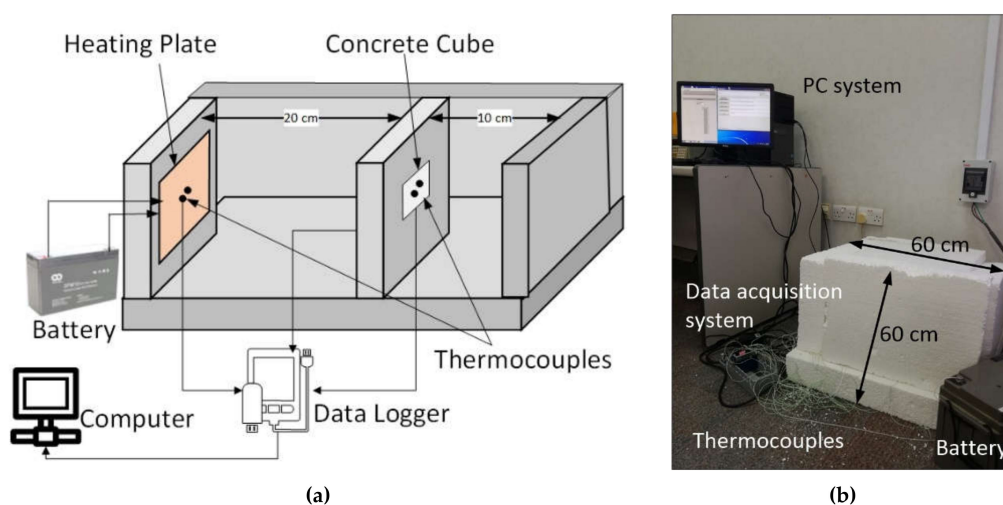 Heating Plate
Concrete Cube
20 cm
10 cm
Battery
Thermocouples
Computer
Data Logger
(a)
PC system
60 cm
Data acquisition
system
60 cm
Thermocouples
Battery
(b)